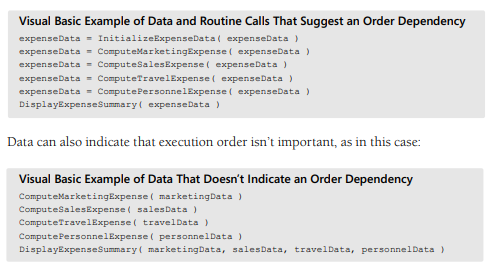 Visual Basic Example of Data and Routine Calls That Suggest an Order Dependency
expenseData = InitializeExpenseData( expenseData )
expenseData = ComputeMarketingExpense( expenseData )
expenseData = ComputeSalesExpense( expenseData )
expenseData = ComputeTravelExpense( expenseData )
expenseData = ComputePersonnelExpense( expenseData )
DisplayExpenseSummary( expenseData )
Data can also indicate that execution order isn’t important, as in this case:
Visual Basic Example of Data That Doesn’t Indicate an Order Dependency
ComputeMarketingExpense( marketingData )
ComputeSalesExpense( salesData )
ComputeTravelExpense( travelData )
ComputePersonnelExpense( personnelData )
DisplayExpenseSummary( marketingData, salesData, travelData, personnelData )